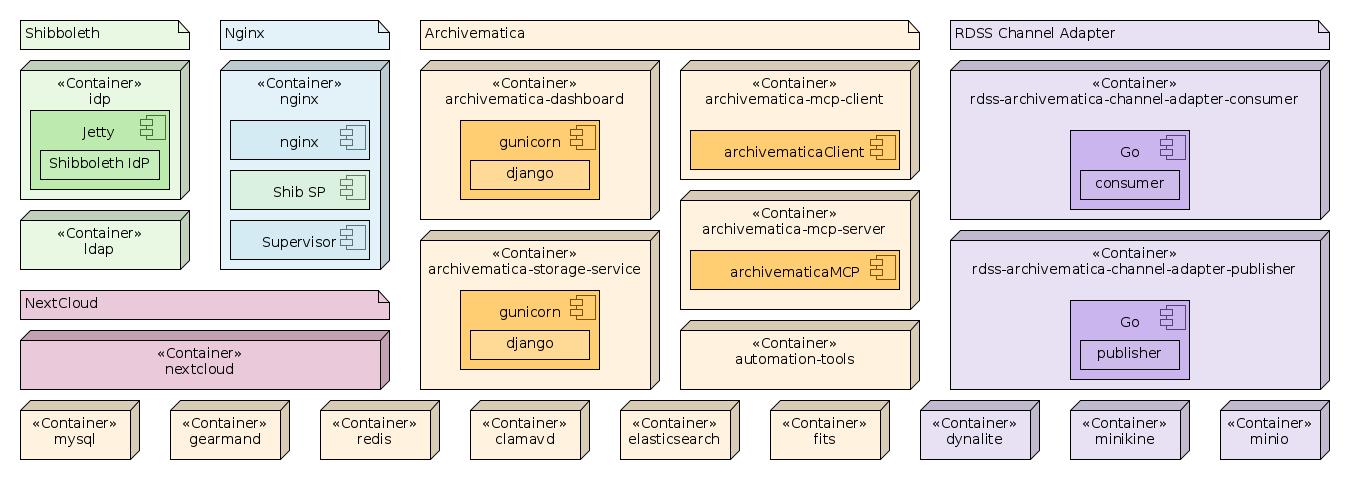 Shibboleth
Nginx
Archivematica
RDSS Channel Adapter
«Container»
idp
Jetty
Shibboleth IdP
«Container»
ldap
«Container»
nginx
nginx
Shib SP
Supervisor
NextCloud
«Container»
nextcloud
«Container»
archivematica-dashboard
gunicorn
django
«Container»
archivematica-storage-service
gunicorn
django
«Container»
archivematica-mcp-client
archivematicaClient
«Container»
archivematica-mcp-server
archivematicaMCP
«Container»
automation-tools
«Container»
rdss-archivematica-channel-adapter-consumer
Go
consumer
«Container»
rdss-archivematica-channel-adapter-publisher
Go
publisher
«Container»
mysql
«Container»
gearmand
«Container»
redis
«Container»
clamavd
«Container»
elasticsearch
«Container»
fits
«Container»
dynalite
«Container»
minikine
«Container»
minio